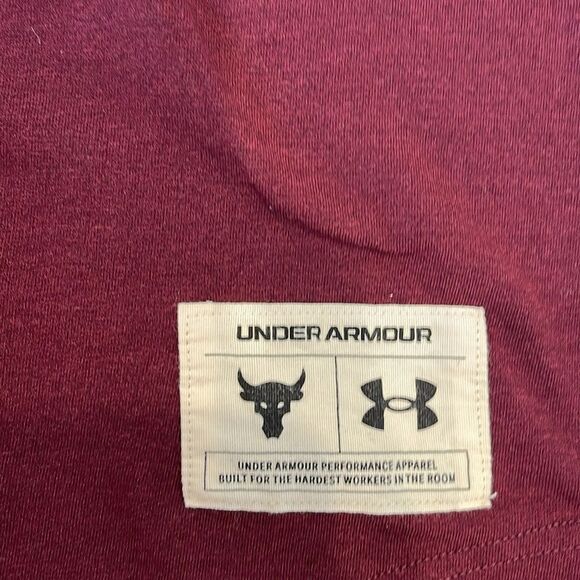 UNDER ARMOUR
UNDER ARMOUR PERFORMANCE APPAREL
BUILT FOR THE HARDEST WORKERS IN THE ROOM